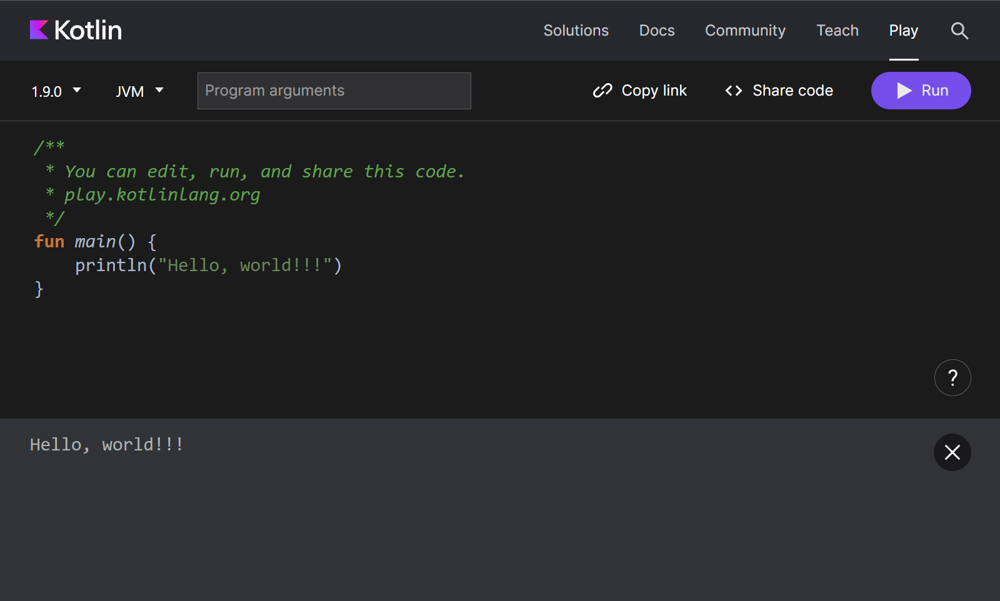 Kotlin Solutions Docs Community Teach Play
1.9.0 JVM Program arguments Copy link <> Share code Run
/**
 * You can edit, run, and share this code.
 * play.kotlinlang.org
 */
fun main() {
    println("Hello, world!!!")
}
?
Hello, world!!!